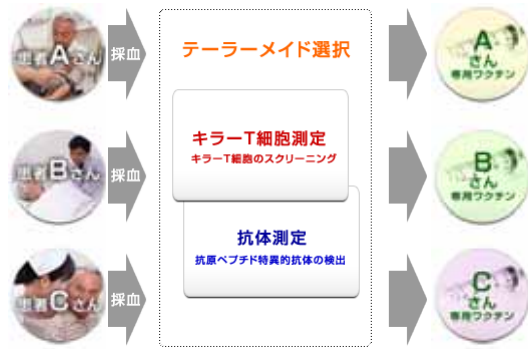 患者Aさん
採血
テーラーメイド選択
A
さん
専用ワクチン
キラーT細胞測定
キラーT細胞のスクリーニング
患者Bさん
採血
B
さん
専用ワクチン
抗体測定
抗原ペプチド特異的抗体の検出
患者Cさん
採血
C
さん
専用ワクチン